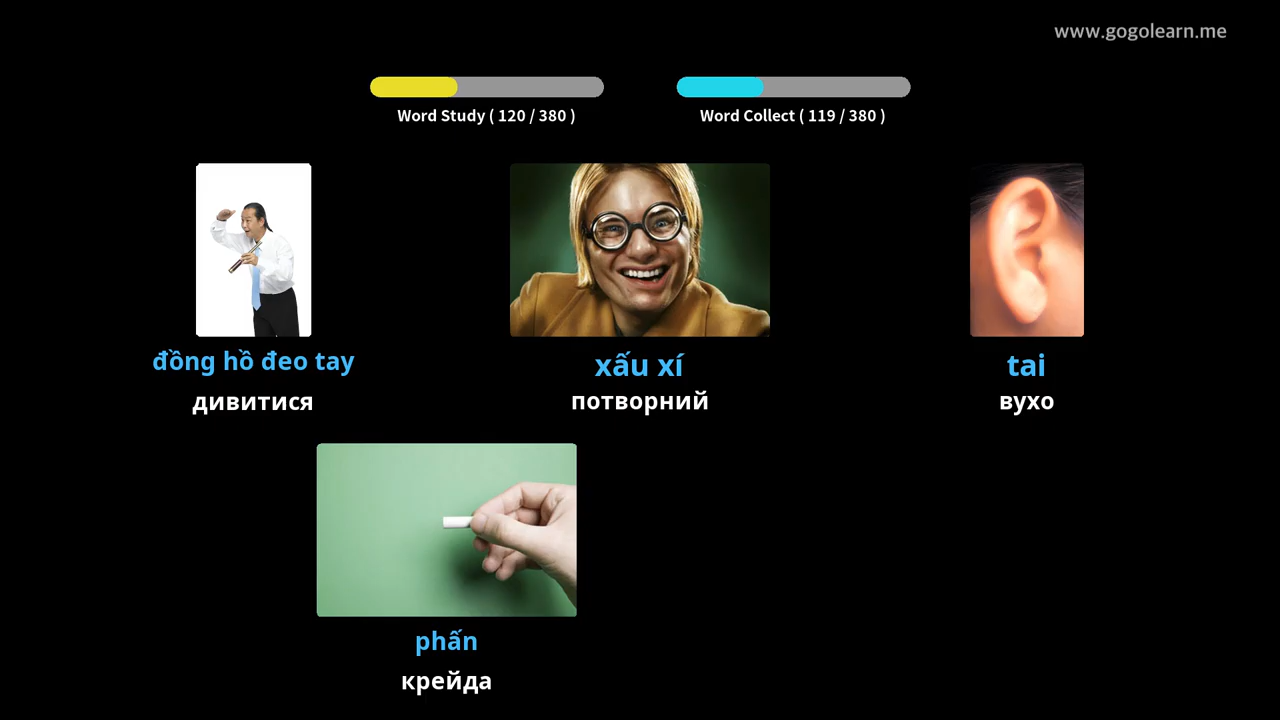 www.gogolearn.me
Word Study ( 120 / 380 )
Word Collect ( 119 / 380 )
đồng hồ đeo tay
дивитися
xấu xí
потворний
tai
вухо
phấn
крейда